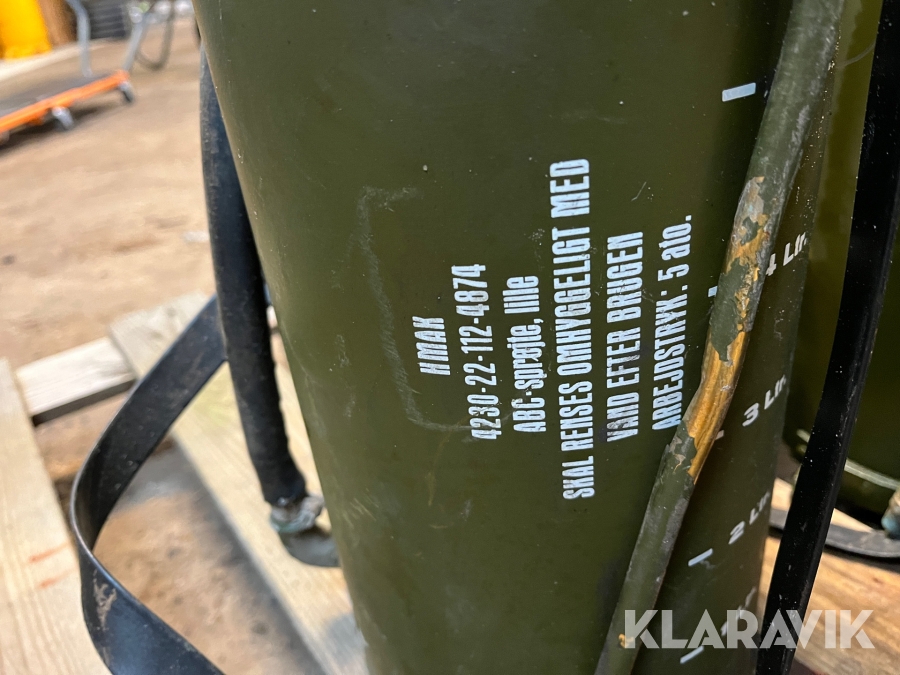 HMAK
4230-22-112-4874
ABC-sprøjte, lille
SKAL RENSES OMHYGGELIGT MED
VAND EFTER BRUGEN
ARBEJDSTRYK: 5 ato.
4 Ltr.
3 Ltr.
2 Ltr.
1
KLARAVIK